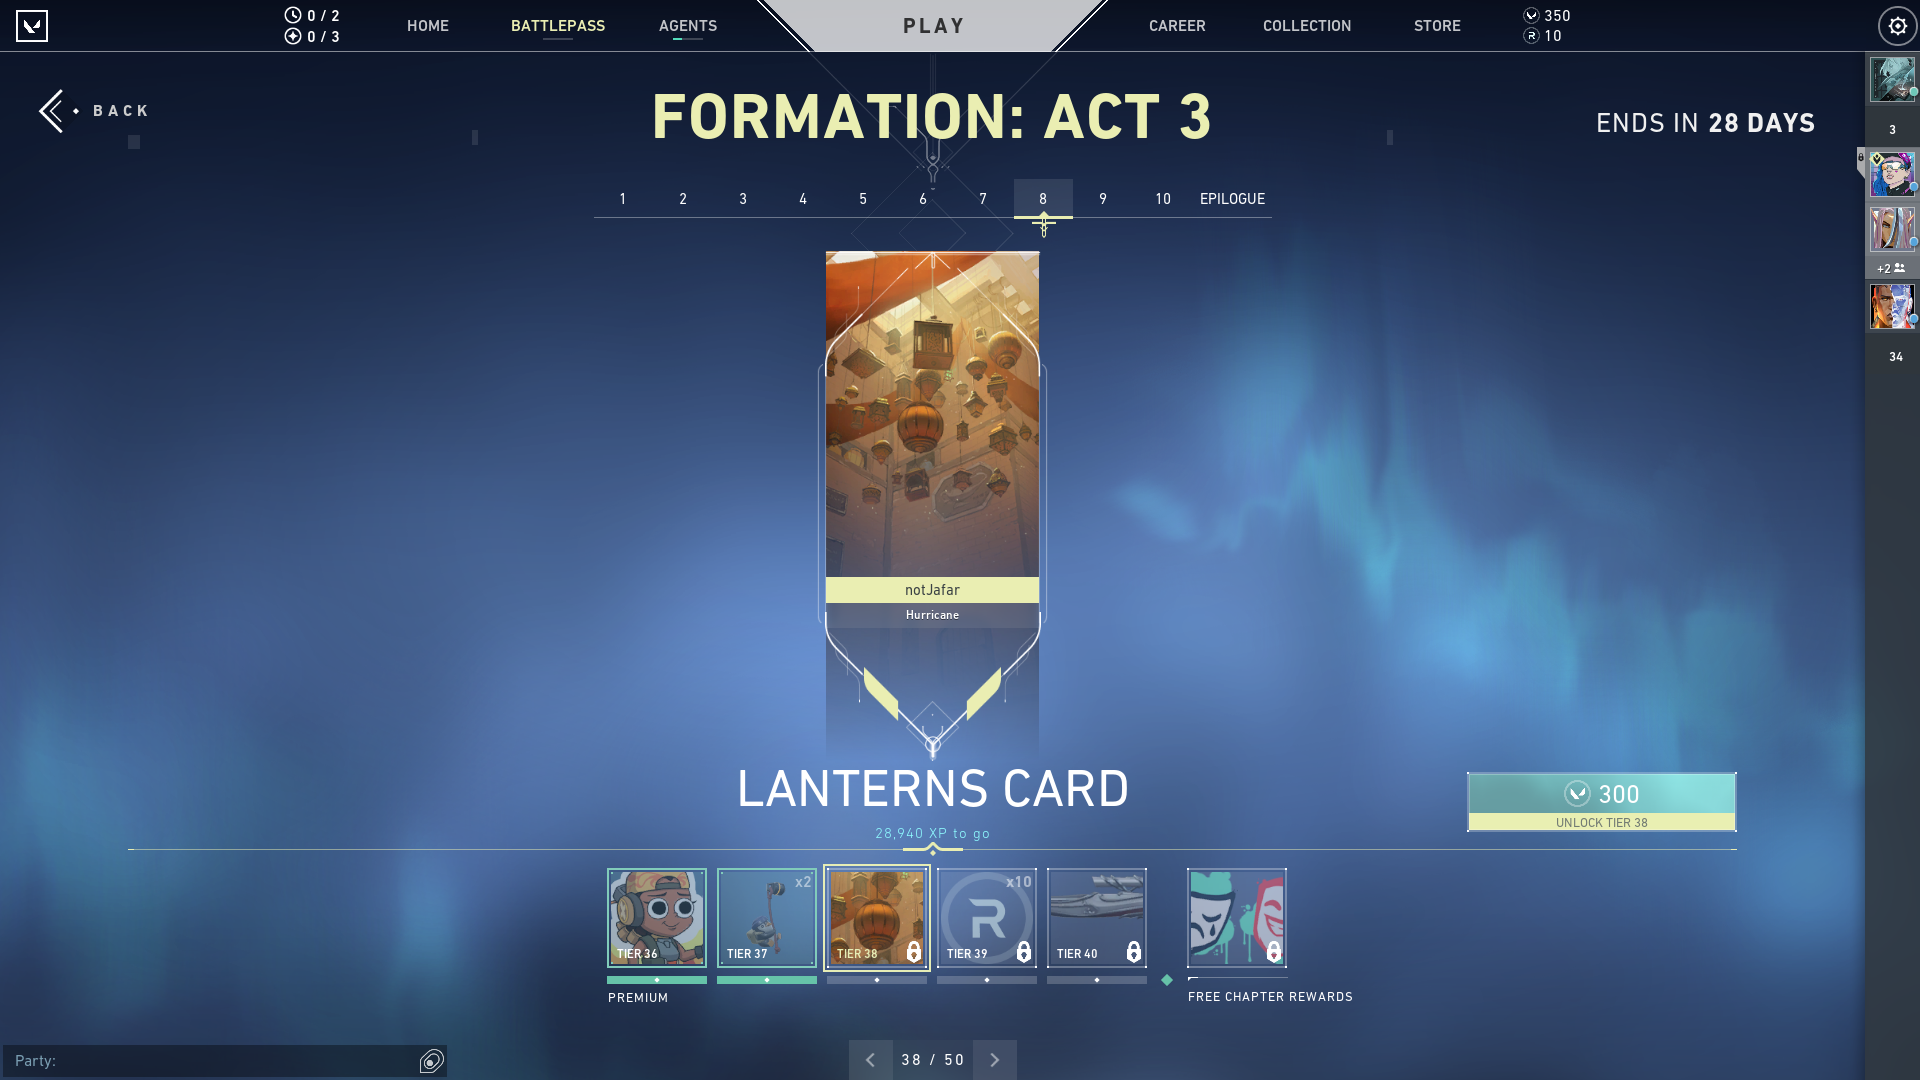 0 / 2
0 / 3
HOME
BATTLEPASS
AGENTS
PLAY
CAREER
COLLECTION
STORE
350
10
BACK
FORMATION: ACT 3
ENDS IN 28 DAYS
3
1 2 3 4 5 6 7 8 9 10 EPILOGUE
+2
34
notJafar
Hurricane
LANTERNS CARD
28,940 XP to go
300
UNLOCK TIER 38
x2
x10
R
TIER 36
TIER 37
TIER 38
TIER 39
TIER 40
PREMIUM
FREE CHAPTER REWARDS
Party:
38 / 50